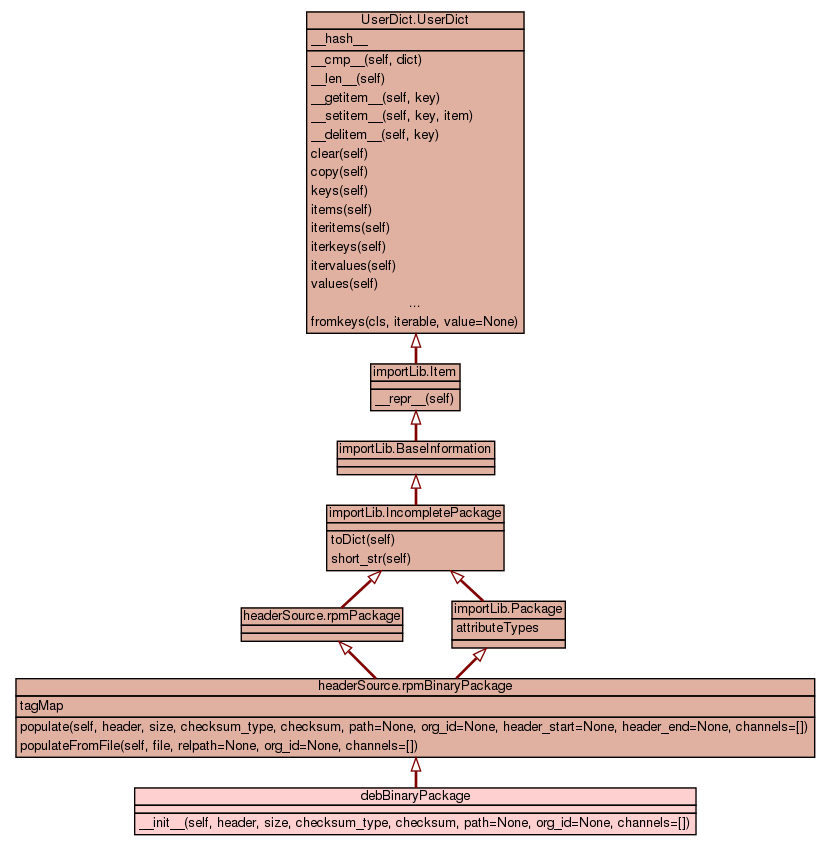 UserDict.UserDict
__hash__
__cmp__(self, dict)
__len__(self)
__getitem__(self, key)
__setitem__(self, key, item)
__delitem__(self, key)
clear(self)
copy(self)
keys(self)
items(self)
iteritems(self)
iterkeys(self)
itervalues(self)
values(self)
...
fromkeys(cls, iterable, value=None)
importLib.Item
__repr__(self)
importLib.BaseInformation
importLib.IncompletePackage
toDict(self)
short_str(self)
headerSource.rpmPackage
importLib.Package
attributeTypes
headerSource.rpmBinaryPackage
tagMap
populate(self, header, size, checksum_type, checksum, path=None, org_id=None, header_start=None, header_end=None, channels=[])
populateFromFile(self, file, relpath=None, org_id=None, channels=[])
debBinaryPackage
__init__(self, header, size, checksum_type, checksum, path=None, org_id=None, channels=[])